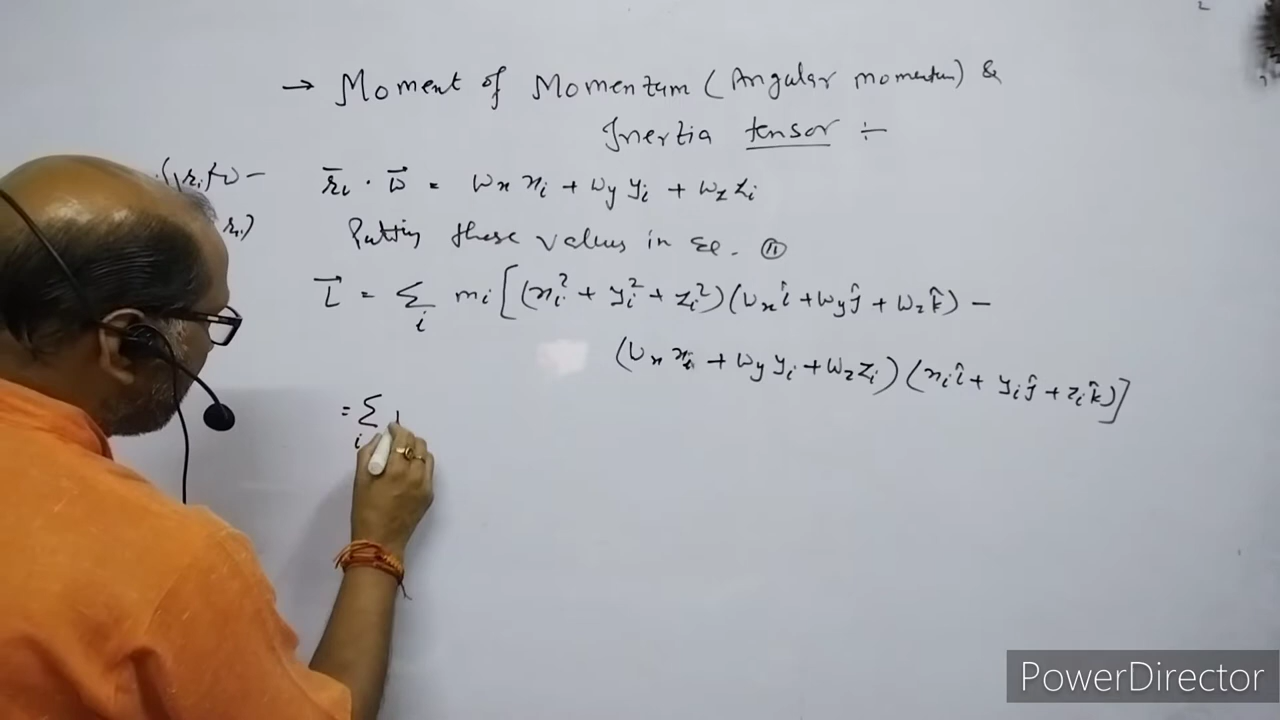 → Moment of Momentum (Angular momentum) &
Inertia tensor ÷
r̄ᵢ · ω⃗ = ωx xᵢ + ωy yᵢ + ωz zᵢ
Putting these values in eq. ⑪
L⃗ = Σᵢ mᵢ [(xᵢ² + yᵢ² + zᵢ²)(ωx î + ωy ĵ + ωz k̂) −
(ωx xᵢ + ωy yᵢ + ωz zᵢ)(xᵢ î + yᵢ ĵ + zᵢ k̂)]
= Σᵢ
PowerDirector